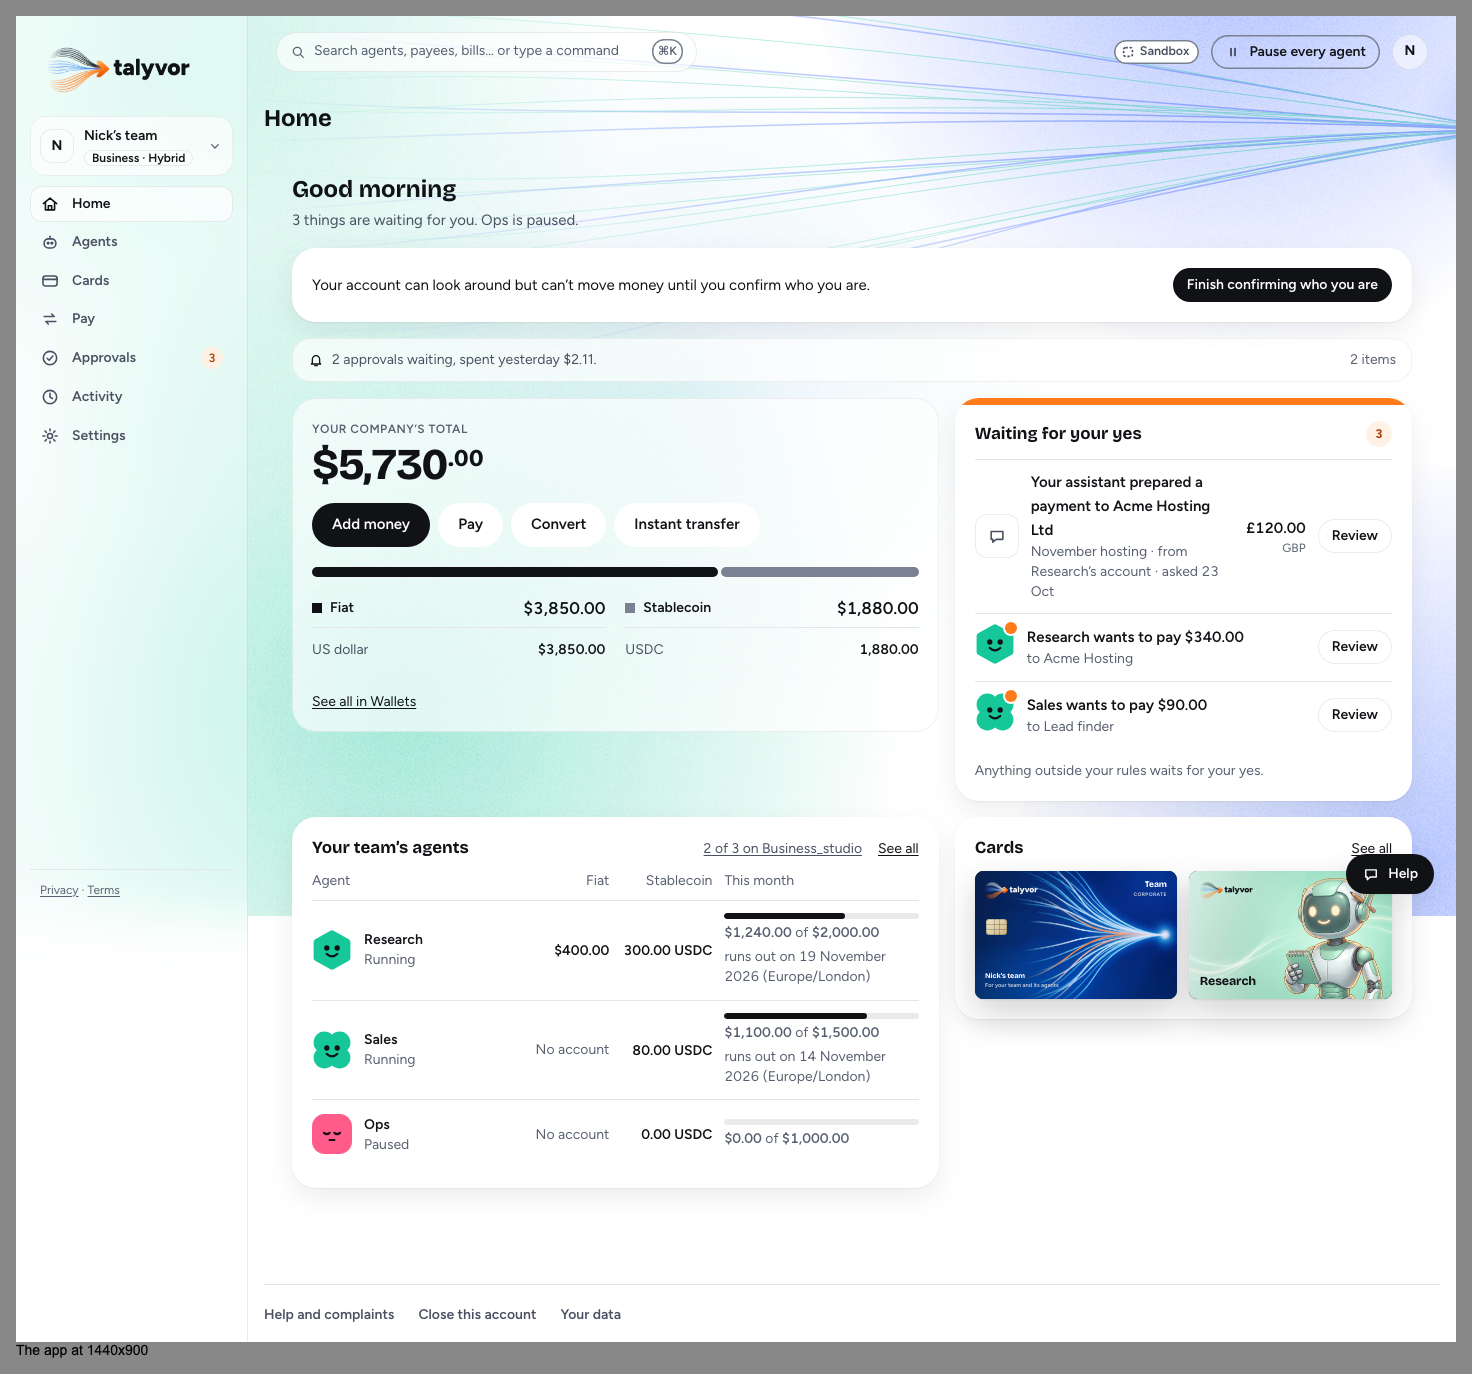 talyvor
Search agents, payees, bills... or type a command
⌘K
Sandbox
Pause every agent
N
N
Nick's team
Business · Hybrid
Home
Agents
Cards
Pay
Approvals
3
Activity
Settings
Privacy · Terms
Home
Good morning
3 things are waiting for you. Ops is paused.
Your account can look around but can't move money until you confirm who you are.
Finish confirming who you are
2 approvals waiting, spent yesterday $2.11.
2 items
YOUR COMPANY'S TOTAL
$5,730.00
Add money
Pay
Convert
Instant transfer
Fiat
$3,850.00
Stablecoin
$1,880.00
US dollar
$3,850.00
USDC
1,880.00
See all in Wallets
Waiting for your yes
3
Your assistant prepared a
payment to Acme Hosting
Ltd
November hosting · from
Research's account · asked 23
Oct
£120.00
GBP
Review
Research wants to pay $340.00
to Acme Hosting
Review
Sales wants to pay $90.00
to Lead finder
Review
Anything outside your rules waits for your yes.
Your team's agents
2 of 3 on Business_studio
See all
Agent
Fiat
Stablecoin
This month
Research
Running
$400.00
300.00 USDC
$1,240.00 of $2,000.00
runs out on 19 November
2026 (Europe/London)
Sales
Running
No account
80.00 USDC
$1,100.00 of $1,500.00
runs out on 14 November
2026 (Europe/London)
Ops
Paused
No account
0.00 USDC
$0.00 of $1,000.00
Cards
See all
Help
talyvor
Team
CORPORATE
Nick's team
For your team and its agents
talyvor
Research
Help and complaints
Close this account
Your data
The app at 1440x900